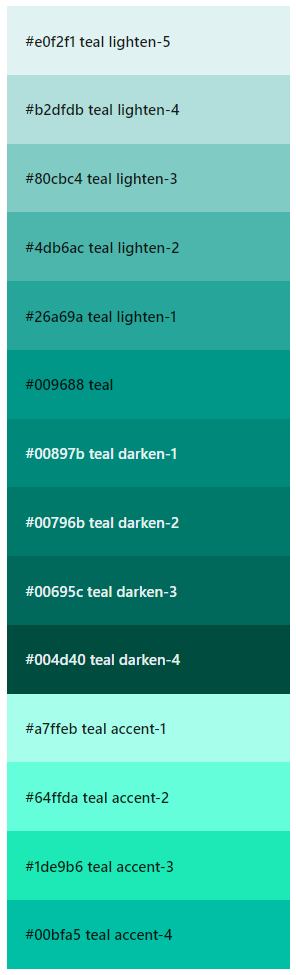 #e0f2f1 teal lighten-5
#b2dfdb teal lighten-4
#80cbc4 teal lighten-3
#4db6ac teal lighten-2
#26a69a teal lighten-1
#009688 teal
#00897b teal darken-1
#00796b teal darken-2
#00695c teal darken-3
#004d40 teal darken-4
#a7ffeb teal accent-1
#64ffda teal accent-2
#1de9b6 teal accent-3
#00bfa5 teal accent-4